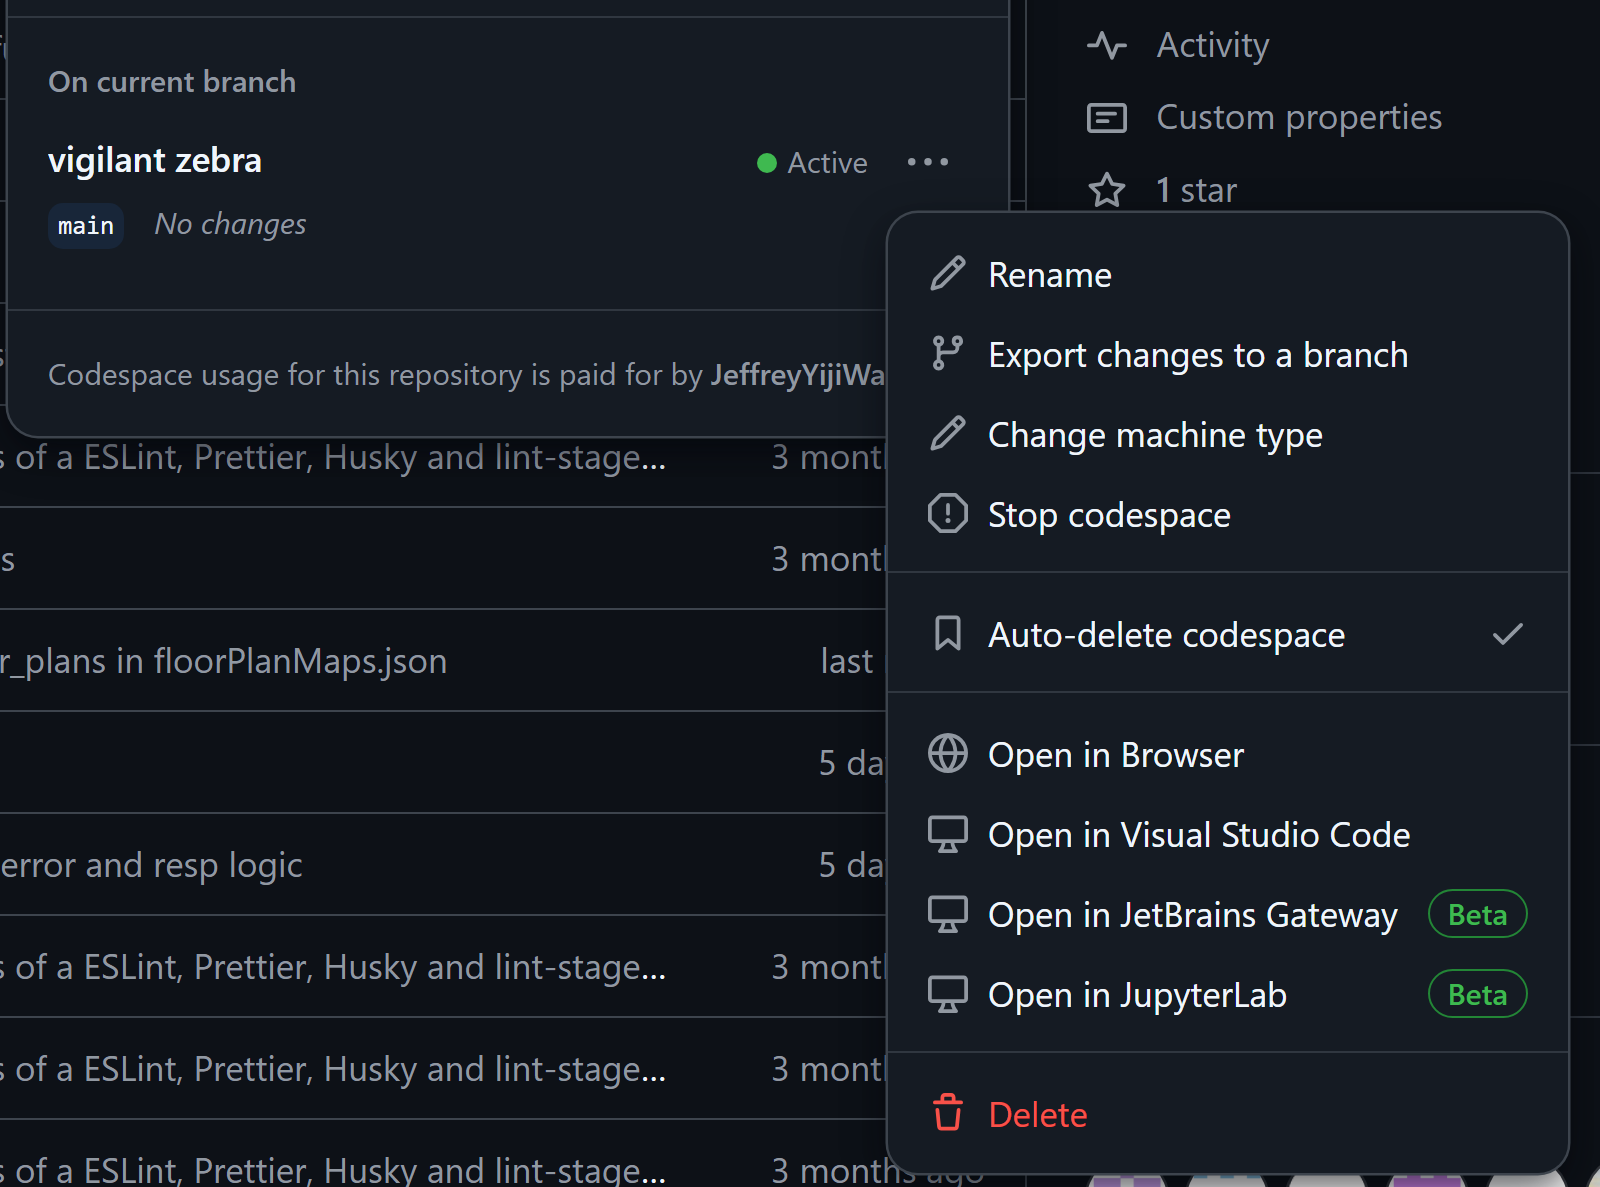 On current branch
vigilant zebra
Active
main
No changes
Codespace usage for this repository is paid for by JeffreyYijiWa
of a ESLint, Prettier, Husky and lint-stage...
3 mont
s
3 mont
r_plans in floorPlanMaps.json
last
5 da
error and resp logic
5 da
s of a ESLint, Prettier, Husky and lint-stage...
3 mont
s of a ESLint, Prettier, Husky and lint-stage...
3 mont
s of a ESLint, Prettier, Husky and lint-stage...
3 months ago
Activity
Custom properties
1 star
Rename
Export changes to a branch
Change machine type
Stop codespace
Auto-delete codespace
Open in Browser
Open in Visual Studio Code
Open in JetBrains Gateway Beta
Open in JupyterLab Beta
Delete